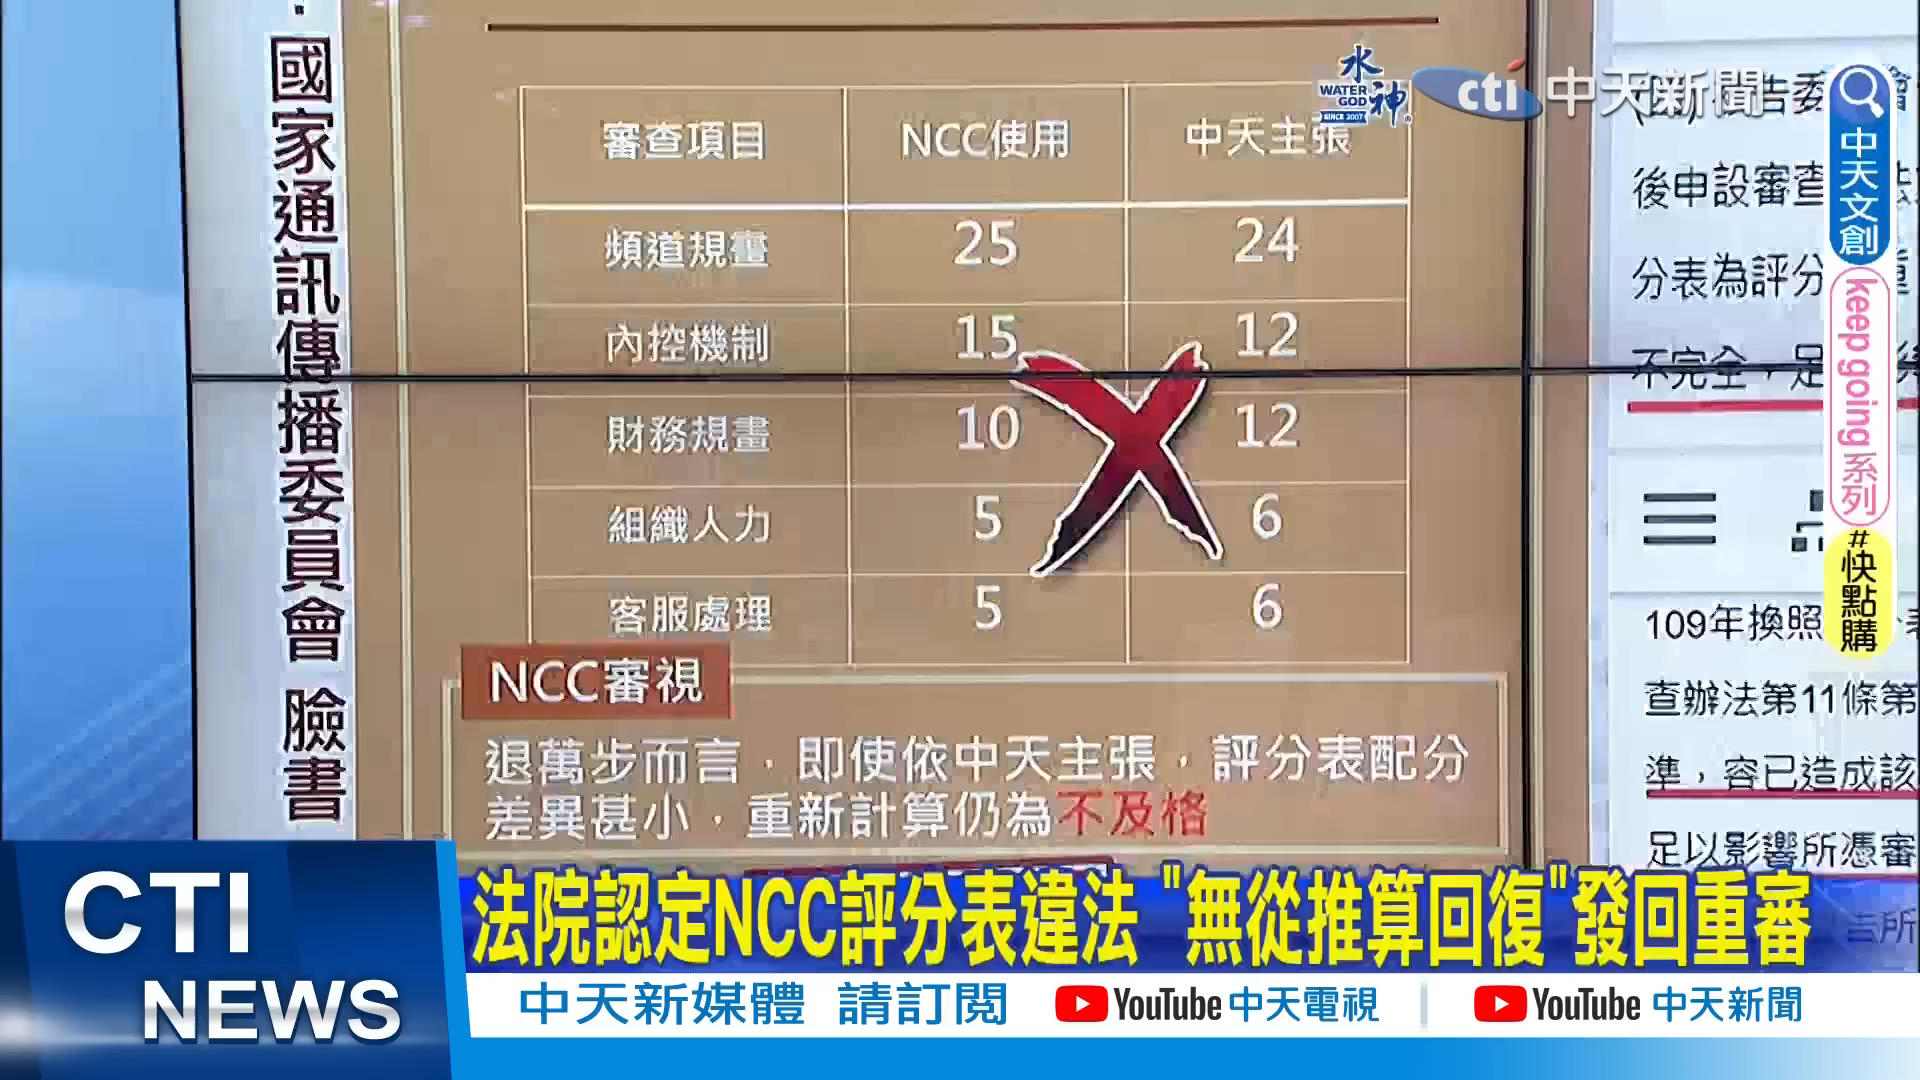 國家通訊傳播委員會 臉書
審查項目 NCC使用 中天主張
頻道規畫 25 24
內控機制 15 12
財務規畫 10 12
組織人力 5 6
客服處理 5 6
NCC審視
退萬步而言，即使依中天主張，評分表配分
差異甚小，重新計算仍為不及格
水神
WATER
GOD
SINCE 2007
cti 中天新聞
後申設審查
分表為評分
不完全，足
109年換照
查辦法第11條第
準，容已造成該
足以影響所憑審
中天文創
keep going系列
#快點購
CTI
NEWS
法院認定NCC評分表違法 "無從推算回復"發回重審
中天新媒體 請訂閱 YouTube 中天電視 | YouTube 中天新聞